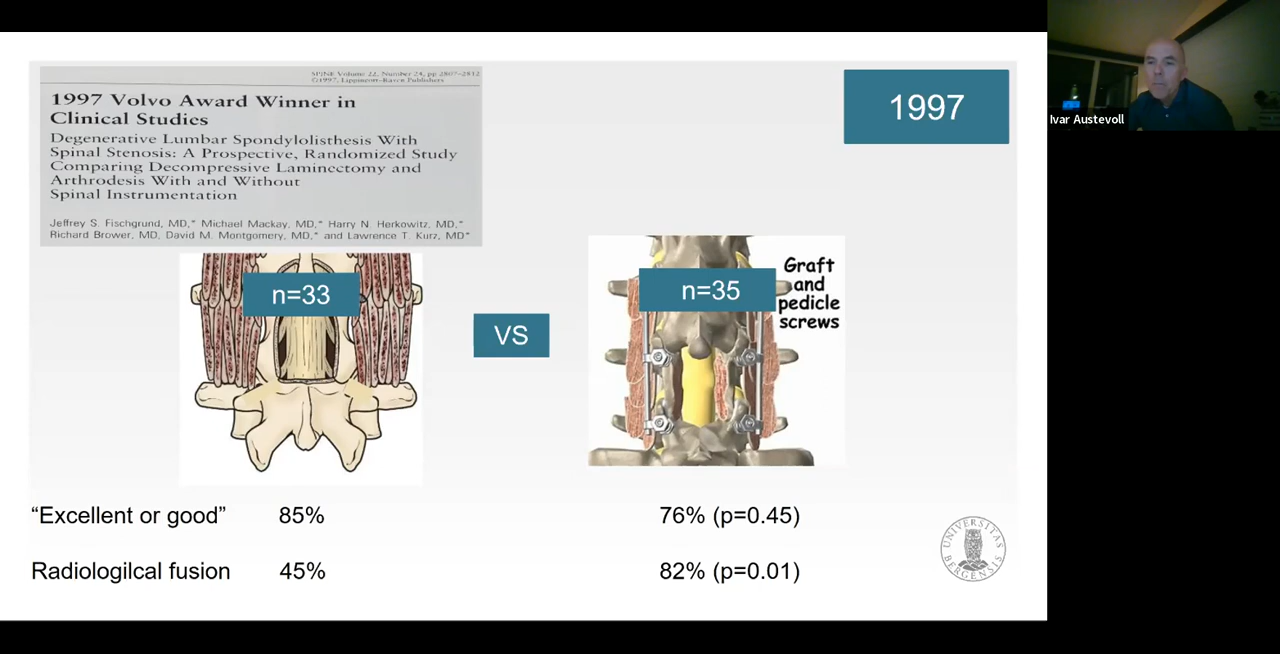 SPINE Volume 22, Number 24, pp 2807–2812
©1997, Lippincott–Raven Publishers
1997 Volvo Award Winner in
Clinical Studies
Degenerative Lumbar Spondylolisthesis With
Spinal Stenosis: A Prospective, Randomized Study
Comparing Decompressive Laminectomy and
Arthrodesis With and Without
Spinal Instrumentation
Jeffrey S. Fischgrund, MD,* Michael Mackay, MD,* Harry N. Herkowitz, MD,*
Richard Brower, MD, David M. Montgomery, MD,* and Lawrence T. Kurz, MD*
1997
Ivar Austevoll
n=33
VS
n=35
Graft
and
pedicle
screws
“Excellent or good” 85% 76% (p=0.45)
Radiologilcal fusion 45% 82% (p=0.01)
UNIVERSITAS
BERGENSIS